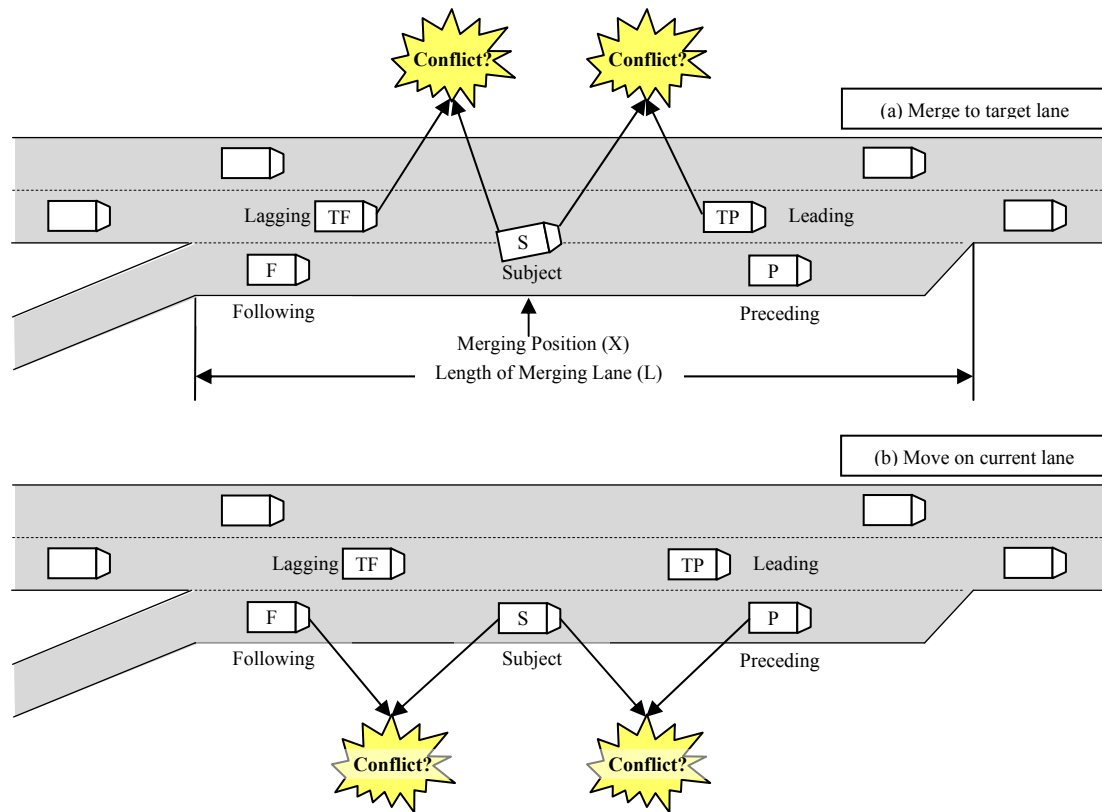 Conflict?
Conflict?
(a) Merge to target lane
Lagging
TF
TP
Leading
S
F
Subject
P
Following
Preceding
Merging Position (X)
Length of Merging Lane (L)
(b) Move on current lane
Lagging
TF
TP
Leading
F
S
P
Following
Subject
Preceding
Conflict?
Conflict?